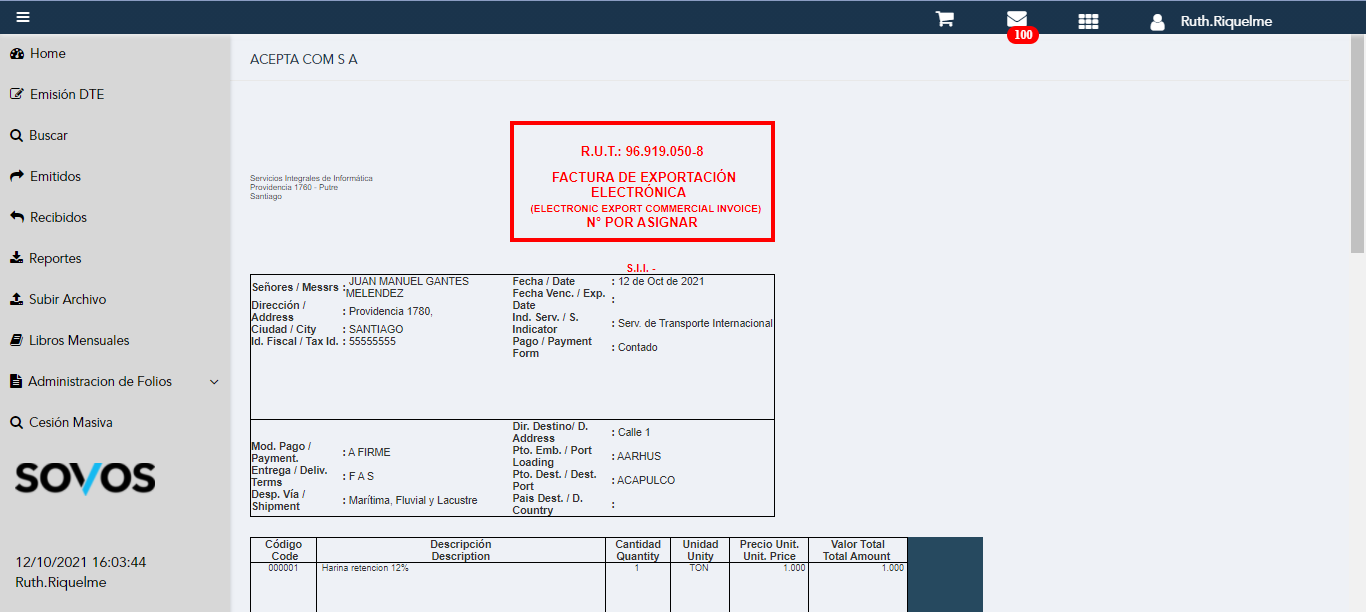 Ruth.Riquelme
100
Home
Emisión DTE
Buscar
Emitidos
Recibidos
Reportes
Subir Archivo
Libros Mensuales
Administracion de Folios
Cesión Masiva
SOVOS
12/10/2021 16:03:44
Ruth.Riquelme
ACEPTA COM S A
Servicios Integrales de Informática
Providencia 1760 - Putre
Santiago
R.U.T.: 96.919.050-8
FACTURA DE EXPORTACIÓN
ELECTRÓNICA
(ELECTRONIC EXPORT COMMERCIAL INVOICE)
N° POR ASIGNAR
S.I.I. -
Señores / Messrs : JUAN MANUEL GANTES
MELENDEZ
Dirección /
Address : Providencia 1780,
Ciudad / City : SANTIAGO
Id. Fiscal / Tax Id. : 55555555
Fecha / Date : 12 de Oct de 2021
Fecha Venc. / Exp.
Date :
Ind. Serv. / S.
Indicator : Serv. de Transporte Internacional
Pago / Payment
Form : Contado
Mod. Pago /
Payment. : A FIRME
Entrega / Deliv.
Terms : F A S
Desp. Vía /
Shipment : Marítima, Fluvial y Lacustre
Dir. Destino/ D.
Address : Calle 1
Pto. Emb. / Port
Loading : AARHUS
Pto. Dest. / Dest.
Port : ACAPULCO
Pais Dest. / D.
Country :
Código Descripción Cantidad Unidad Precio Unit. Valor Total
Code Description Quantity Unity Unit. Price Total Amount
000001 Harina retencion 12% 1 TON 1.000 1.000